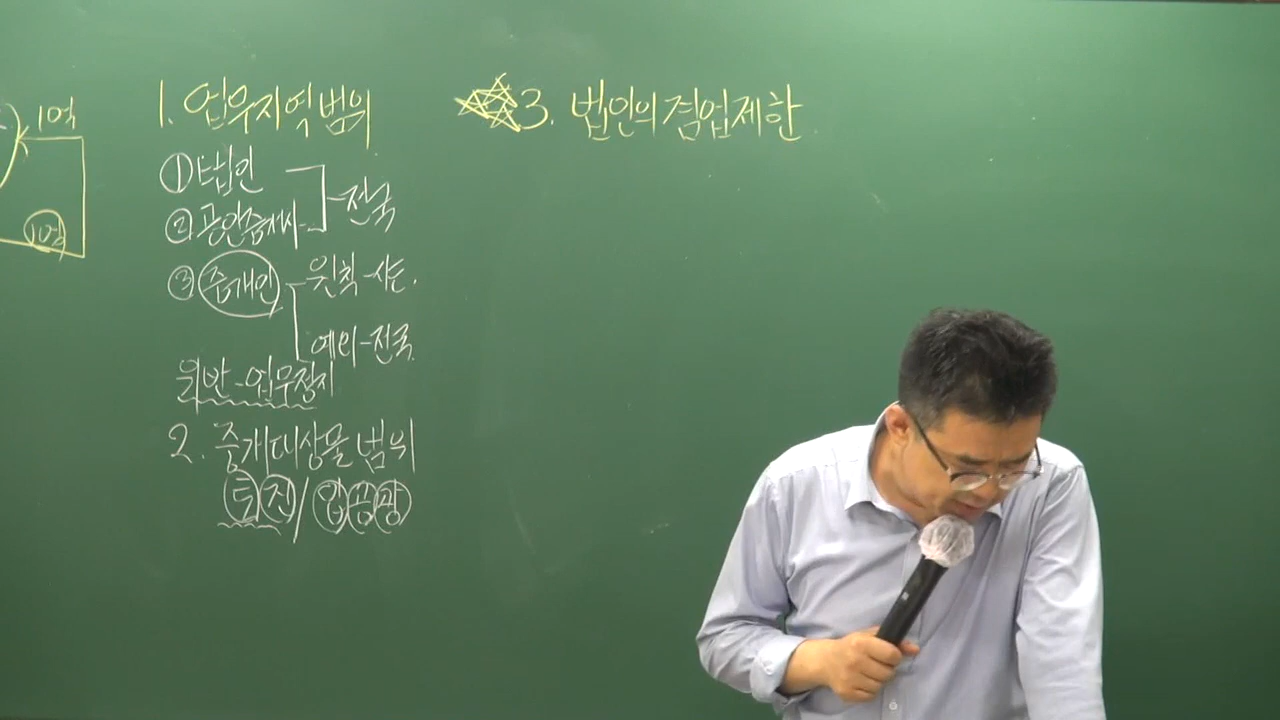 1억
1억
1. 업무지역범위
① 법인
② 공인중개사
전국
③ 중개인 - 원칙 - 시·도.
예외 - 전국
위반 - 업무정지
2. 중개대상물 범위
토 건 / 입 공 광
3. 법인의 겸업제한